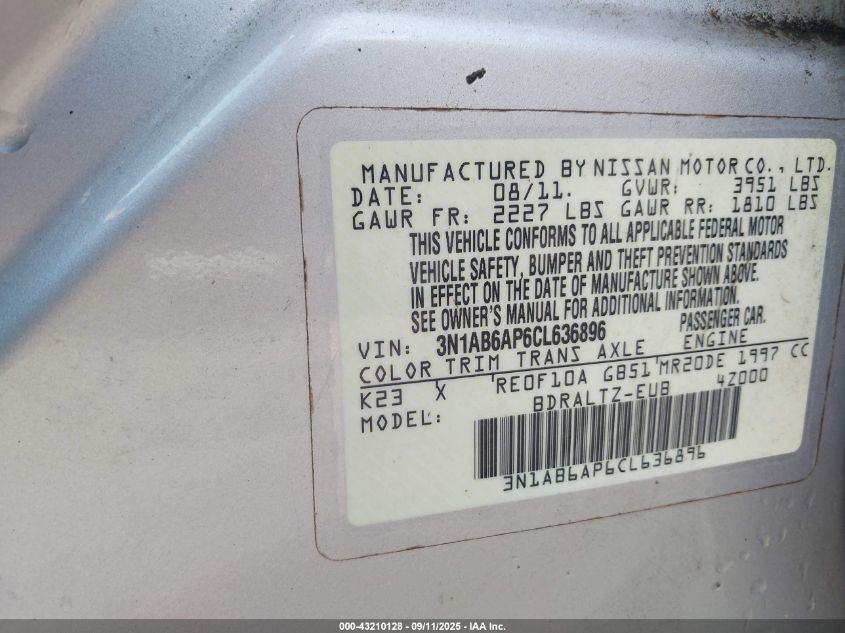 MANUFACTURED BY NISSAN MOTOR CO., LTD.
DATE: 08/11. GVWR: 3951 LBS
GAWR FR: 2227 LBS GAWR RR: 1810 LBS
THIS VEHICLE CONFORMS TO ALL APPLICABLE FEDERAL MOTOR
VEHICLE SAFETY, BUMPER AND THEFT PREVENTION STANDARDS
IN EFFECT ON THE DATE OF MANUFACTURE SHOWN ABOVE.
SEE OWNER'S MANUAL FOR ADDITIONAL INFORMATION.
VIN: 3N1AB6AP6CL636896 PASSENGER CAR.
COLOR TRIM TRANS AXLE ENGINE
K23 X RE0F10A GB51 MR20DE 1997 CC
MODEL: BDRALTZ-EUB 4Z000
3N1AB6AP6CL636896
000-43210128 - 09/11/2025 - IAA Inc.